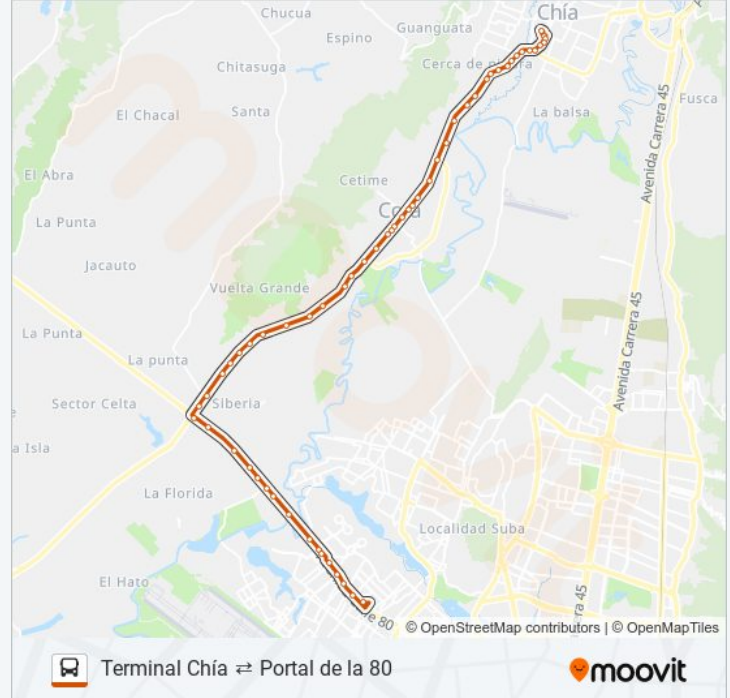 Chía
Chucua
Guanguata
Espino
Cerca de piedra
Chitasuga
Fusca
El Chacal
Santa
La balsa
Avenida Carrera 45
El Abra
Cetime
Cota
La Punta
Jacauto
Vuelta Grande
La Punta
Avenida Carrera 45
La punta
Sector Celta
Siberia
a Isla
La Florida
Localidad Suba
El Hato
era 45
e 80
© OpenStreetMap contributors | © OpenMapTiles
Terminal Chía ⇄ Portal de la 80
moovit